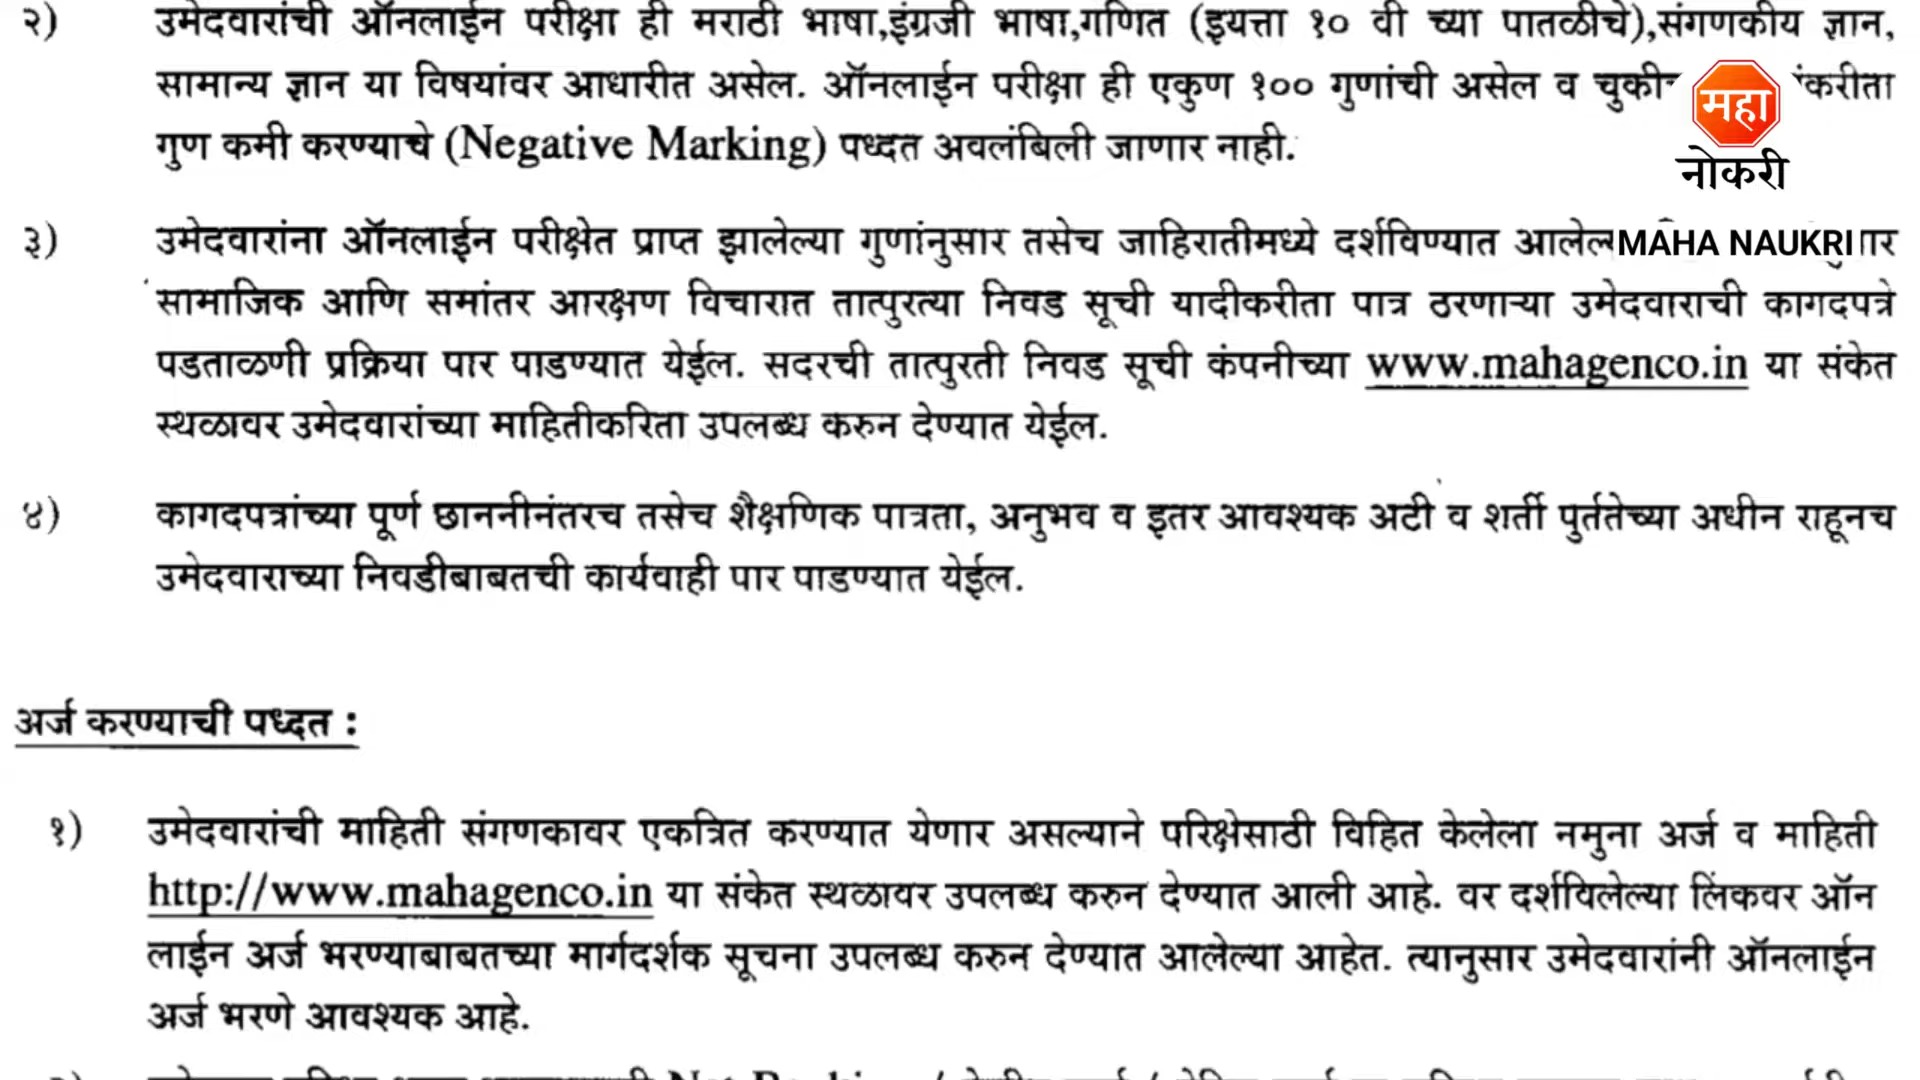 २) उमेदवारांची ऑनलाईन परीक्षा ही मराठी भाषा,इंग्रजी भाषा,गणित (इयत्ता १० वी च्या पातळीचे),संगणकीय ज्ञान,
सामान्य ज्ञान या विषयांवर आधारीत असेल. ऑनलाईन परीक्षा ही एकुण १०० गुणांची असेल व
गुण कमी करण्याचे (Negative Marking) पध्दत अवलंबिली जाणार नाही.
महा
नोकरी
MAHA NAUKRI
३) उमेदवारांना ऑनलाईन परीक्षेत प्राप्त झालेल्या गुणांनुसार तसेच जाहिरातीमध्ये दर्शविण्यात
सामाजिक आणि समांतर आरक्षण विचारात तात्पुरत्या निवड सूची यादीकरीता पात्र ठरणाऱ्या उमेदवाराची कागदपत्रे
पडताळणी प्रक्रिया पार पाडण्यात येईल. सदरची तात्पुरती निवड सूची कंपनीच्या www.mahagenco.in या संकेत
स्थळावर उमेदवारांच्या माहितीकरिता उपलब्ध करुन देण्यात येईल.
४) कागदपत्रांच्या पूर्ण छाननीनंतरच तसेच शैक्षणिक पात्रता, अनुभव व इतर आवश्यक अटी व शर्ती पुर्ततेच्या अधीन राहूनच
उमेदवाराच्या निवडीबाबतची कार्यवाही पार पाडण्यात येईल.
अर्ज करण्याची पध्दत :
१) उमेदवारांची माहिती संगणकावर एकत्रित करण्यात येणार असल्याने परिक्षेसाठी विहित केलेला नमुना अर्ज व माहिती
http://www.mahagenco.in या संकेत स्थळावर उपलब्ध करुन देण्यात आली आहे. वर दर्शविलेल्या लिंकवर ऑन
लाईन अर्ज भरण्याबाबतच्या मार्गदर्शक सूचना उपलब्ध करुन देण्यात आलेल्या आहेत. त्यानुसार उमेदवारांनी ऑनलाईन
अर्ज भरणे आवश्यक आहे.